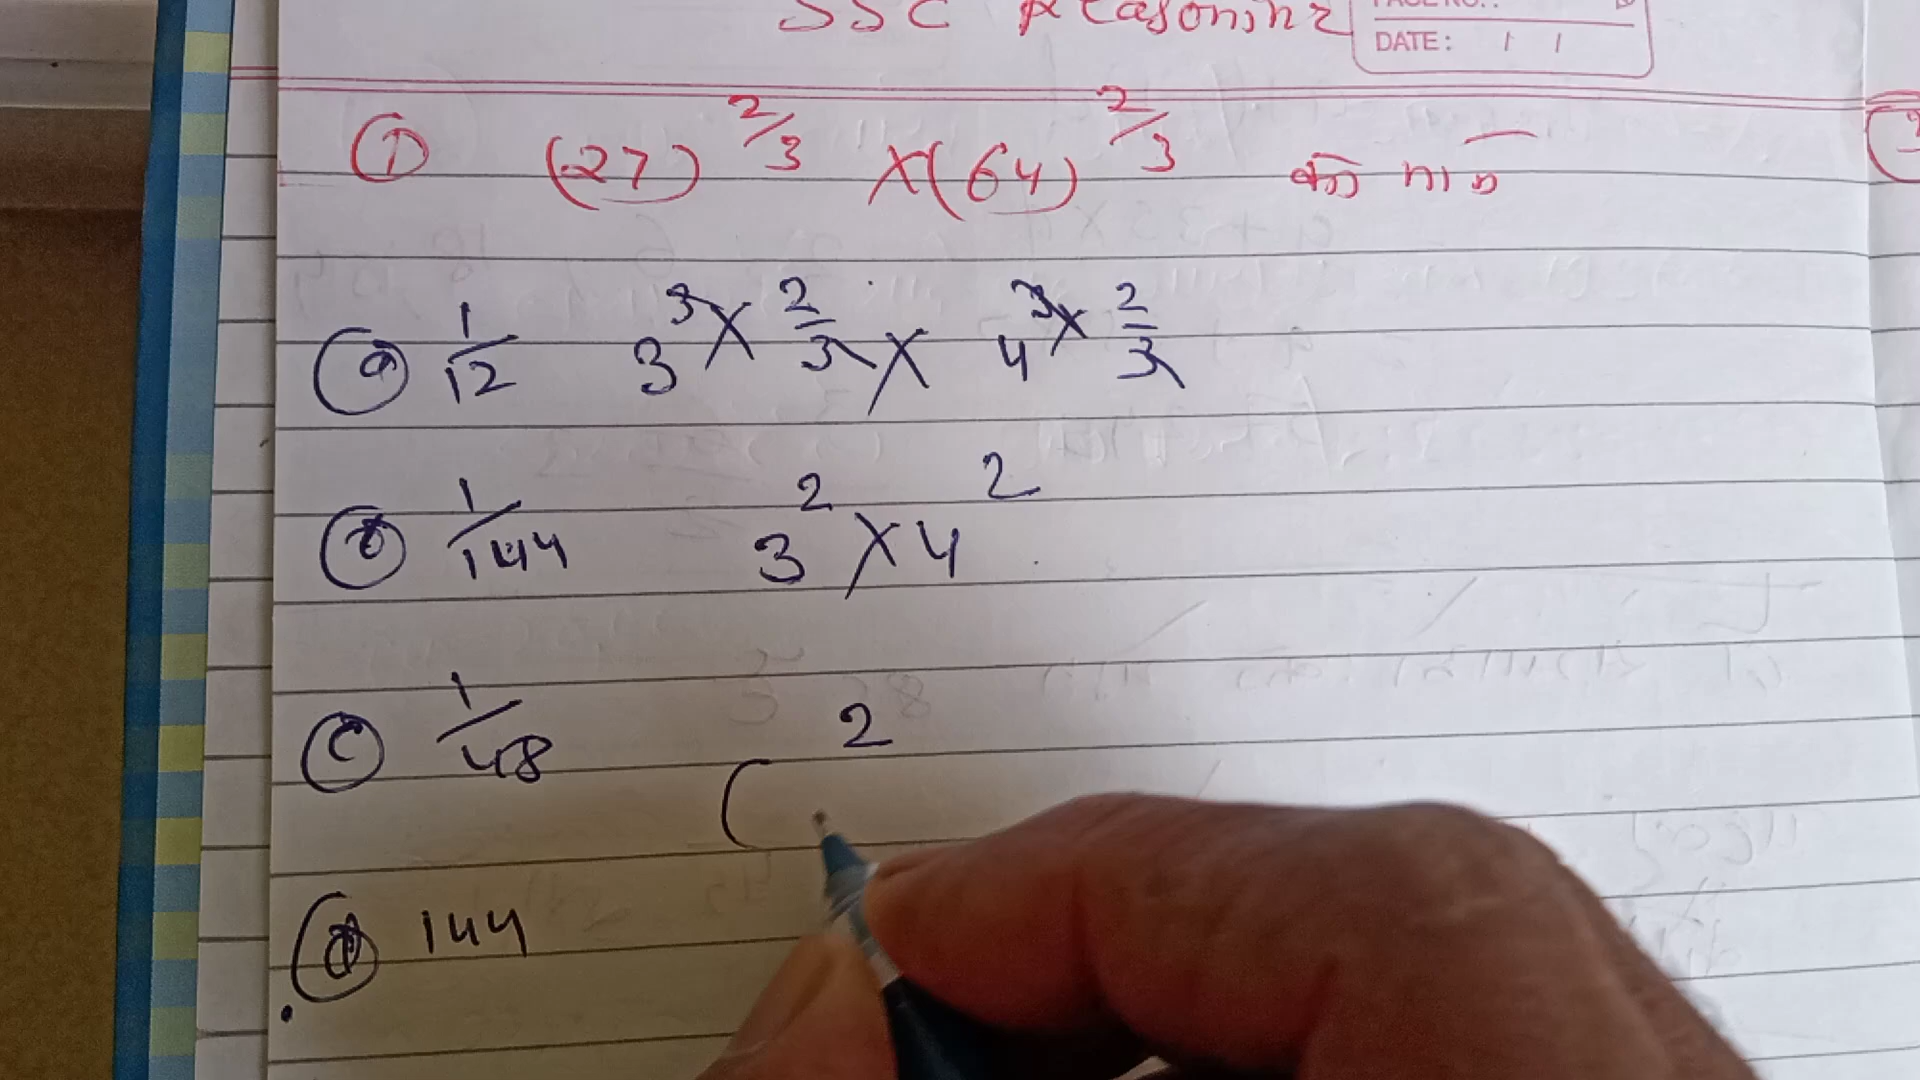 SSC Reasoning
DATE: / /
① (27)^2/3 ×(64)^2/3 का मान
ⓐ 1/12 3^3×2/3 × 4^3×2/3
ⓑ 1/144 3^2 × 4^2
ⓒ 1/48 ( 2
ⓓ 144